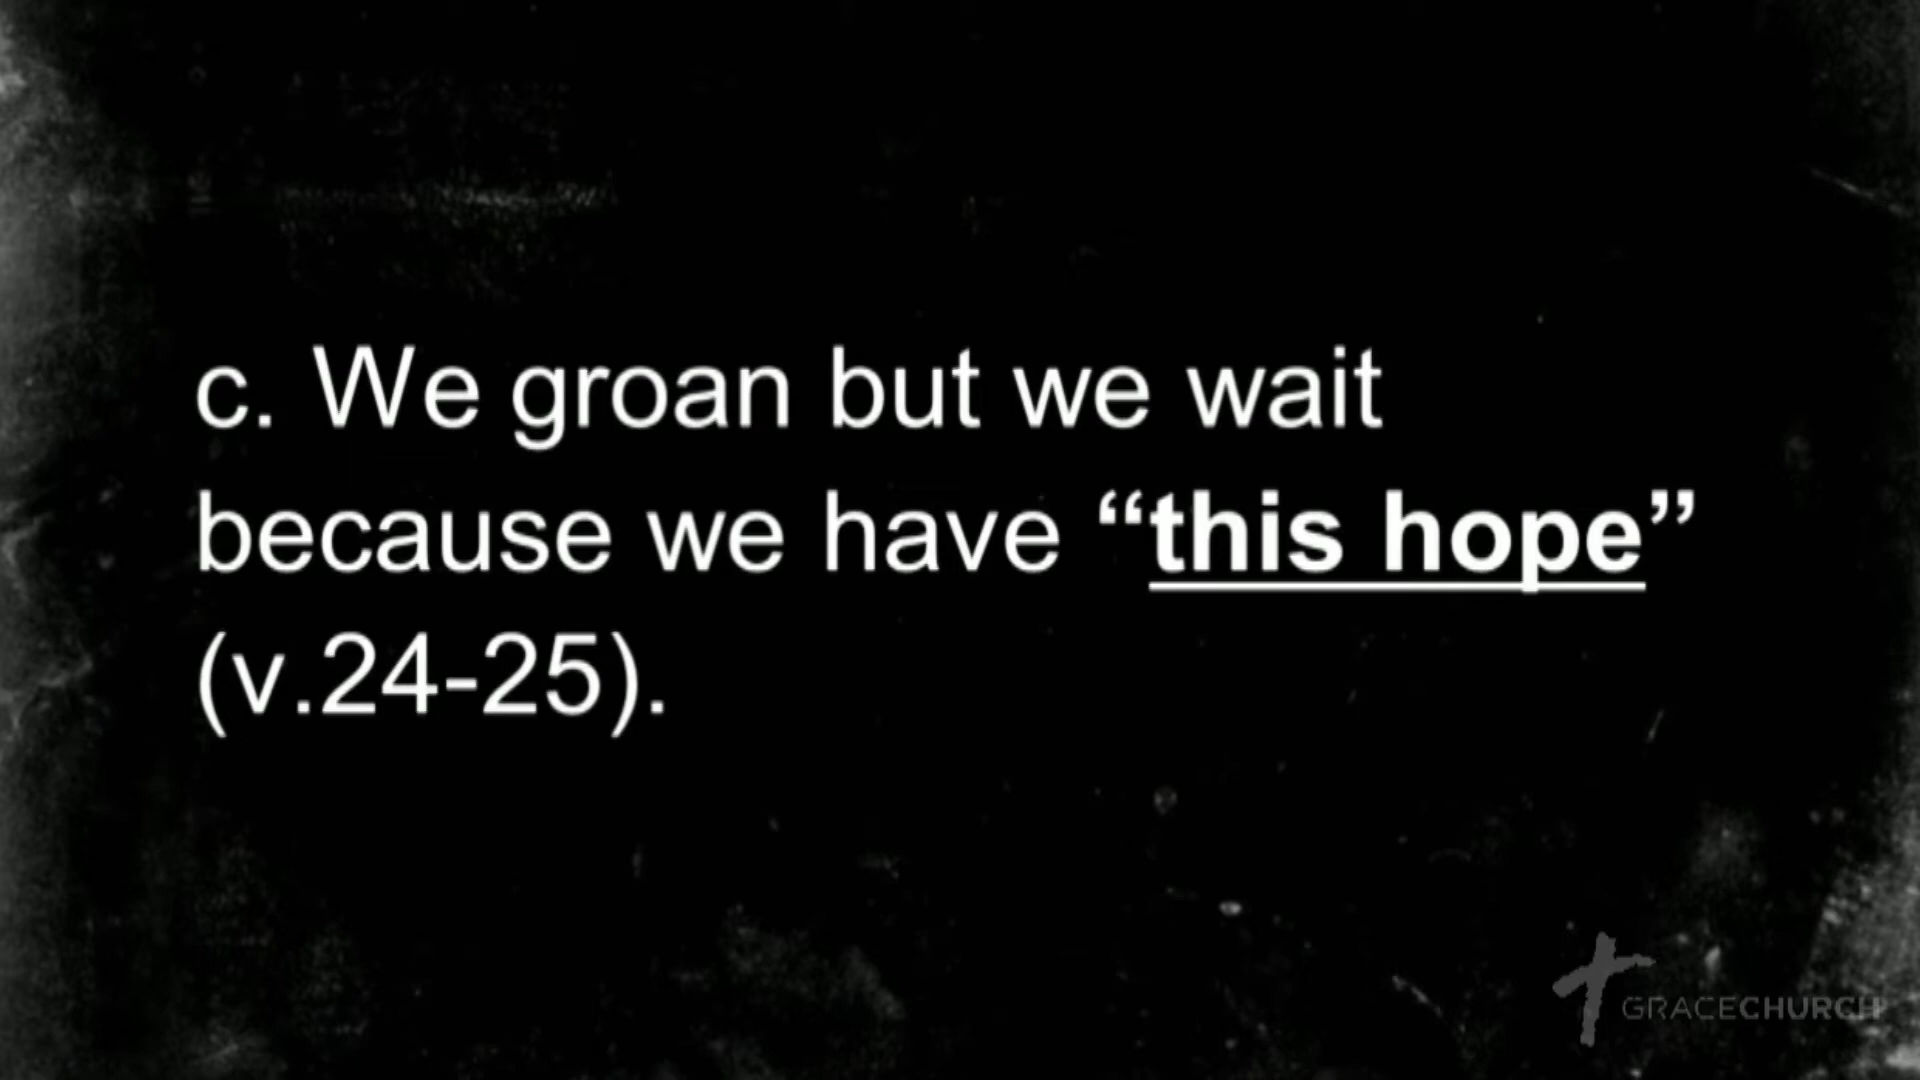 c. We groan but we wait
because we have “this hope”
(v.24-25).
GRACECHURCH